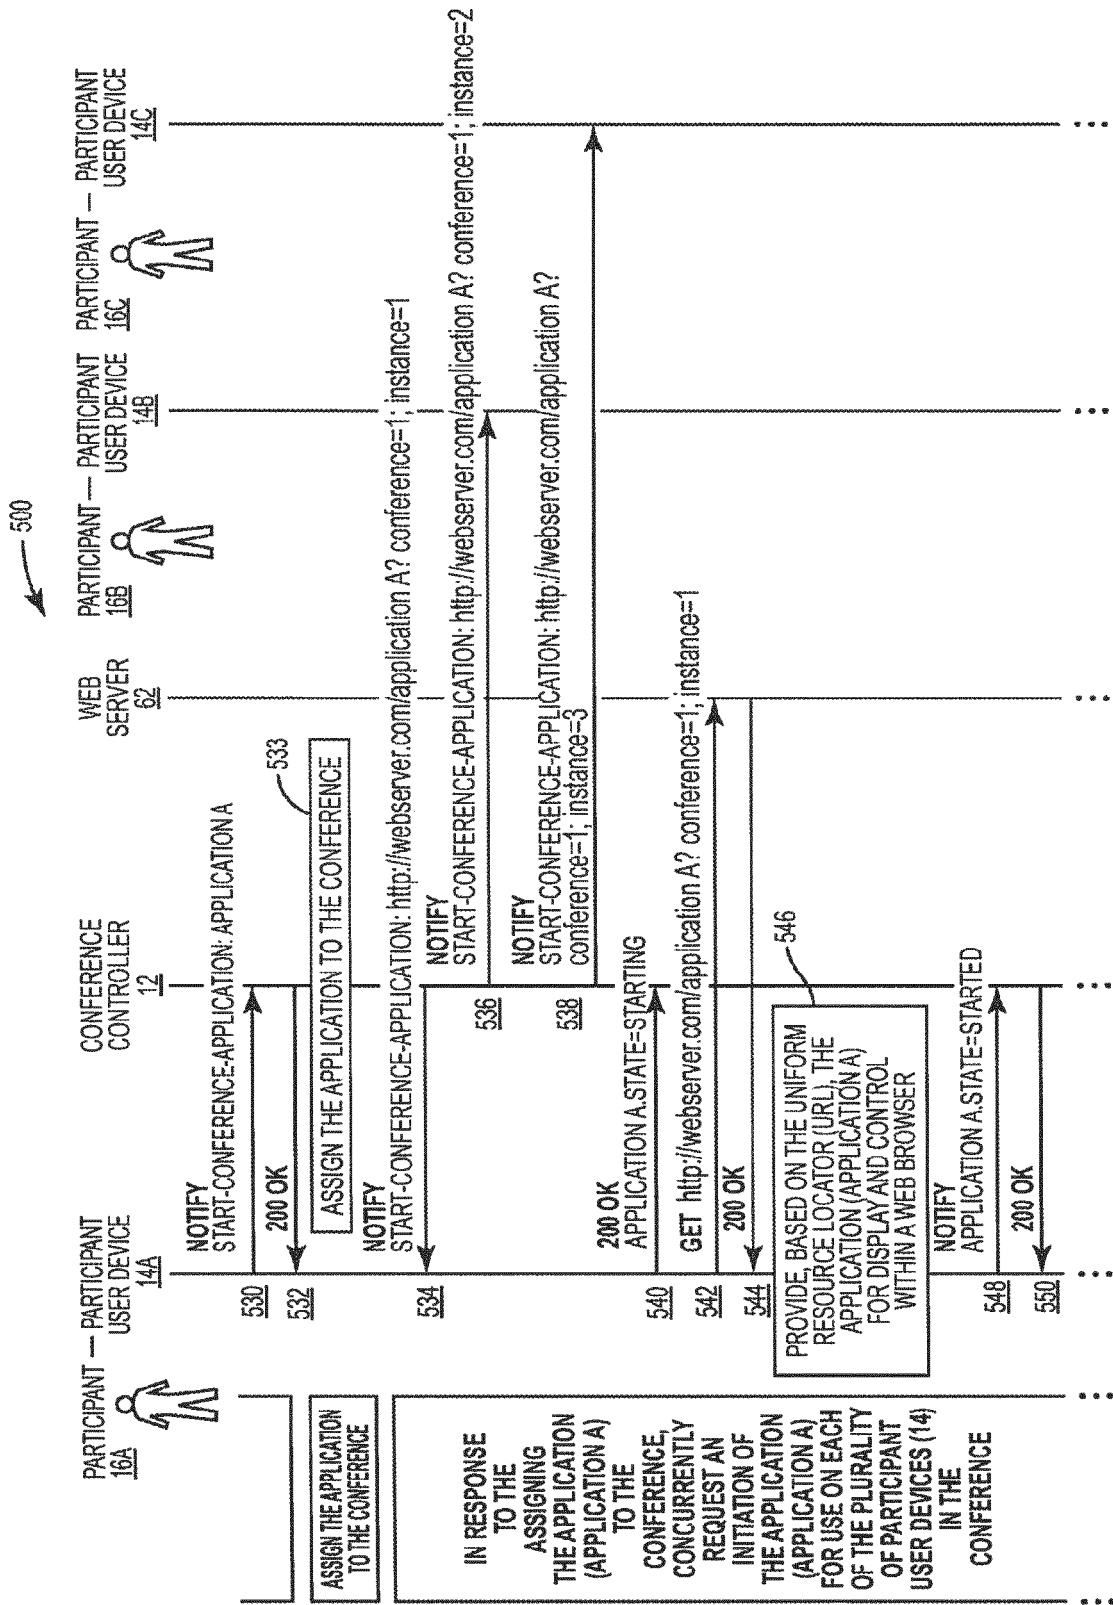 500
PARTICIPANT — PARTICIPANT
16A
USER DEVICE
14A
CONFERENCE
CONTROLLER
12
WEB
SERVER
62
PARTICIPANT — PARTICIPANT
16B
USER DEVICE
14B
PARTICIPANT — PARTICIPANT
16C
USER DEVICE
14C
NOTIFY
START-CONFERENCE-APPLICATION: APPLICATION A
530
200 OK
532
ASSIGN THE APPLICATION
TO THE CONFERENCE
ASSIGN THE APPLICATION TO THE CONFERENCE
533
NOTIFY
START-CONFERENCE-APPLICATION: http://webserver.com/application A? conference=1; instance=1
534
NOTIFY
START-CONFERENCE-APPLICATION: http://webserver.com/application A? conference=1; instance=2
536
NOTIFY
START-CONFERENCE-APPLICATION: http://webserver.com/application A?
conference=1; instance=3
538
IN RESPONSE
TO THE
ASSIGNING
THE APPLICATION
(APPLICATION A)
TO THE
CONFERENCE,
CONCURRENTLY
REQUEST AN
INITIATION OF
THE APPLICATION
(APPLICATION A)
FOR USE ON EACH
OF THE PLURALITY
OF PARTICIPANT
USER DEVICES (14)
IN THE
CONFERENCE
200 OK
APPLICATION A.STATE=STARTING
540
GET http://webserver.com/application A? conference=1; instance=1
542
200 OK
544
PROVIDE, BASED ON THE UNIFORM
RESOURCE LOCATOR (URL), THE
APPLICATION (APPLICATION A)
FOR DISPLAY AND CONTROL
WITHIN A WEB BROWSER
546
NOTIFY
APPLICATION A.STATE=STARTED
548
200 OK
550